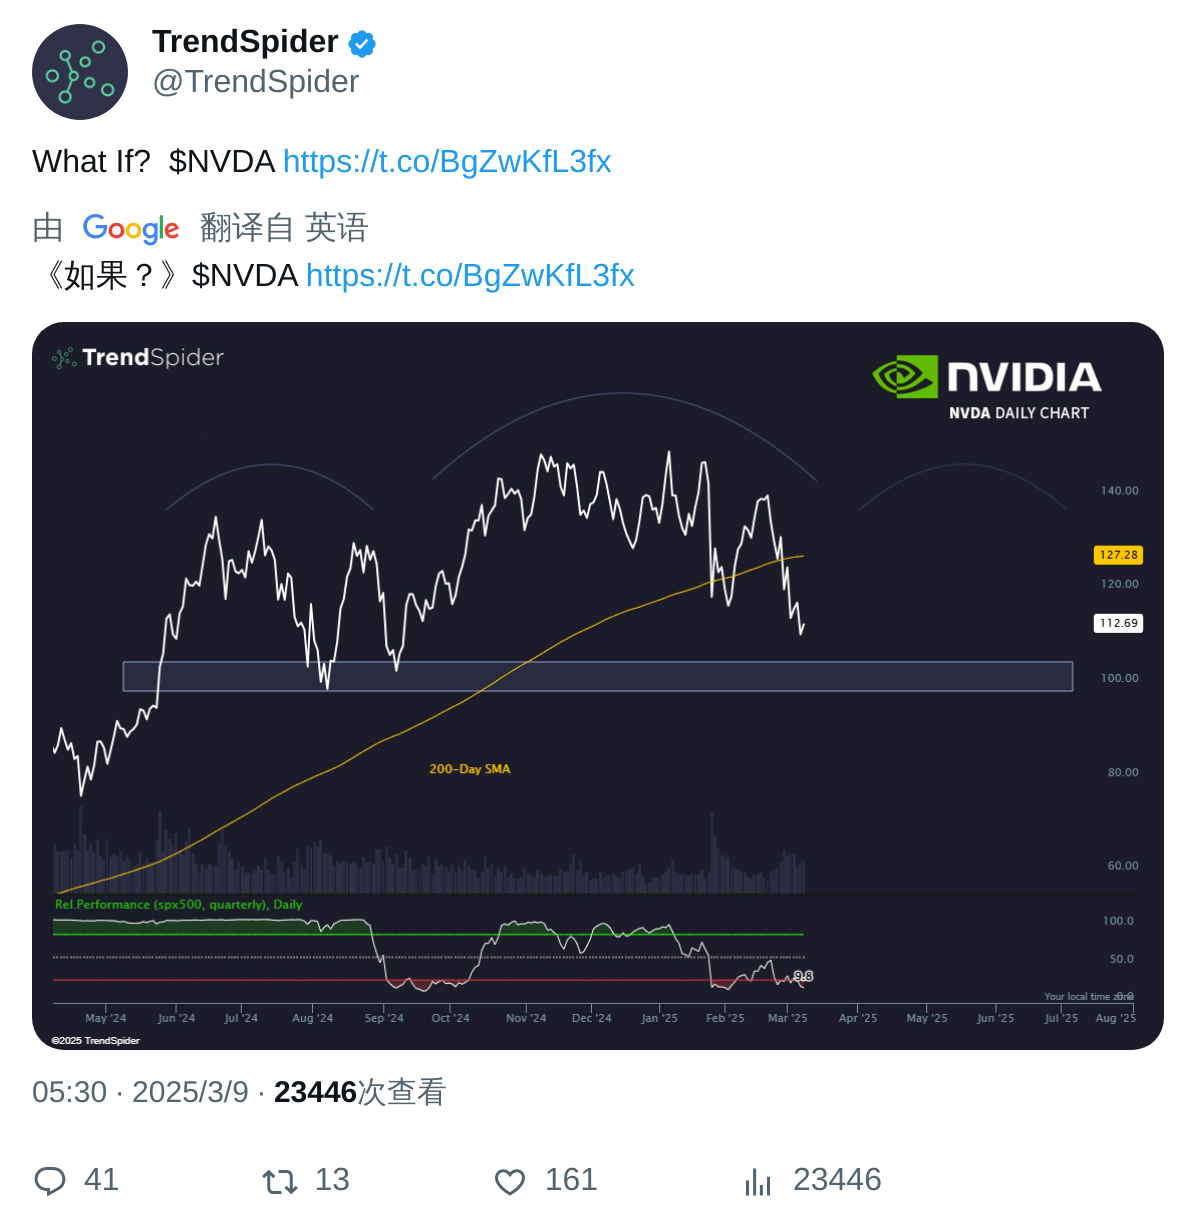 TrendSpider
@TrendSpider
What If?  $NVDA https://t.co/BgZwKfL3fx
由 Google 翻译自 英语
《如果？》$NVDA https://t.co/BgZwKfL3fx
TrendSpider
NVIDIA
NVDA DAILY CHART
140.00
127.28
120.00
112.69
100.00
200-Day SMA
80.00
60.00
Rel.Performance (spx500, quarterly), Daily
100.0
50.0
9.8
Your local time zone
0.0
May '24 Jun '24 Jul '24 Aug '24 Sep '24 Oct '24 Nov '24 Dec '24 Jan '25 Feb '25 Mar '25 Apr '25 May '25 Jun '25 Jul '25 Aug '25
©2025 TrendSpider
05:30 · 2025/3/9 · 23446次查看
41 13 161 23446